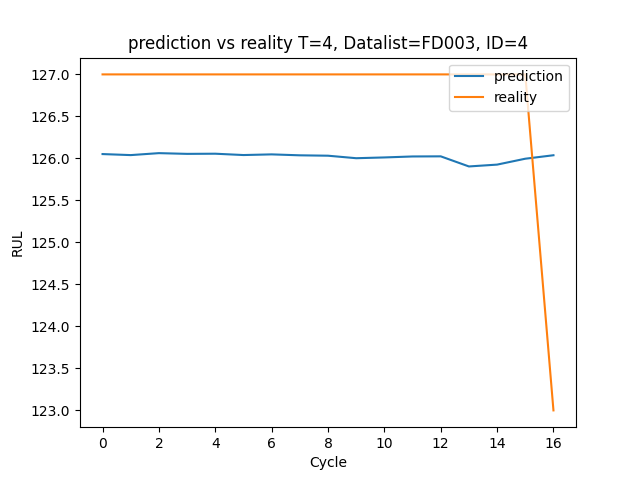 prediction vs reality T=4, Datalist=FD003, ID=4
prediction
reality
127.0
126.5
126.0
125.5
125.0
124.5
124.0
123.5
123.0
RUL
0 2 4 6 8 10 12 14 16
Cycle